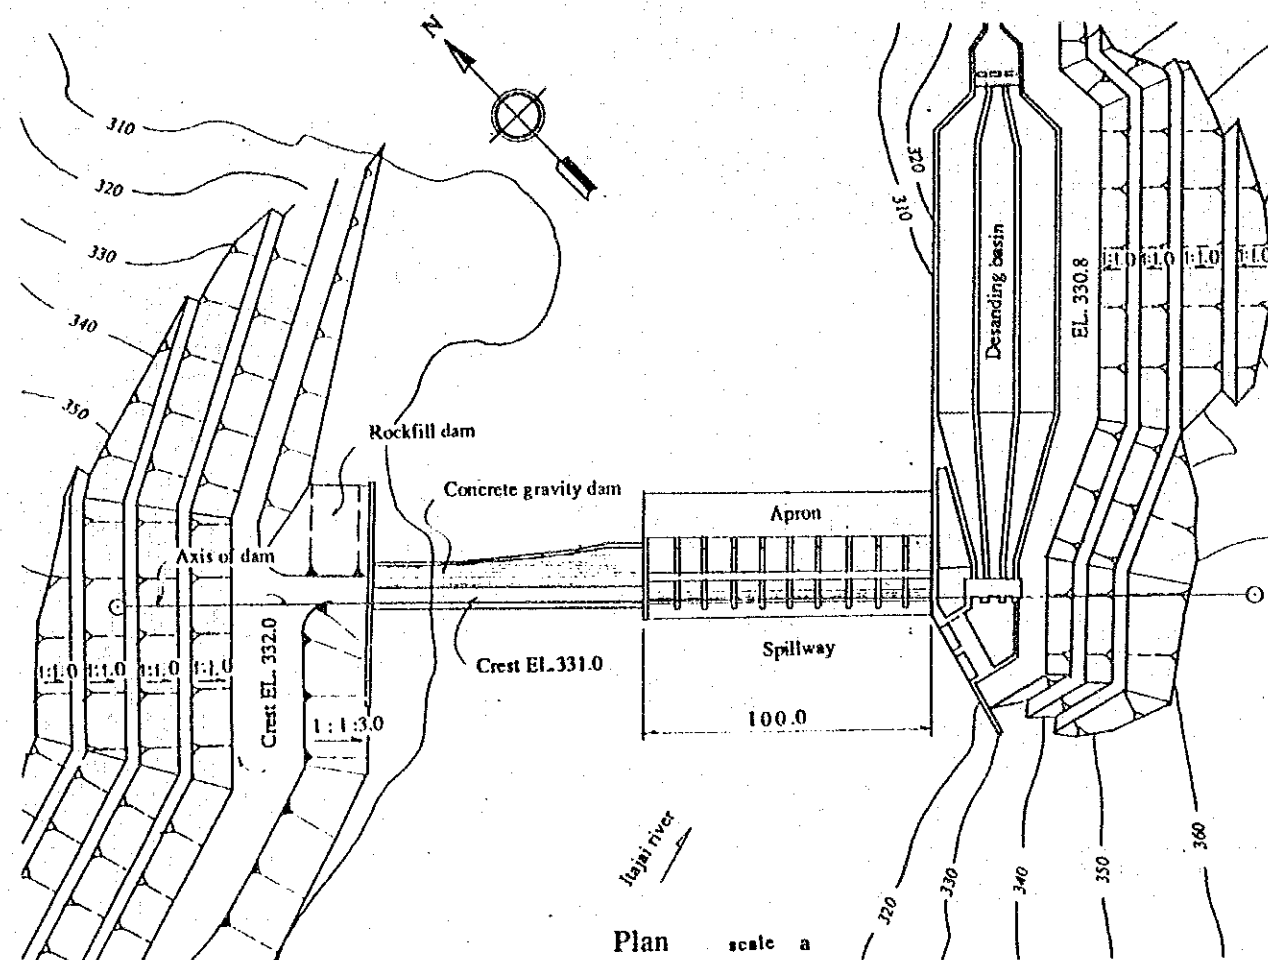 N
310
320
330
340
350
320
310
Desanding basin
EL. 330.8
1:1.0
1:1.0
1:1.0
1:1.0
Rockfill dam
Concrete gravity dam
Apron
Axis of dam
Crest EL. 332.0
1:1.0
1:1.0
1:1.0
1:1.0
Crest EL.331.0
Spillway
1:1:3.0
100.0
Itajai river
320
330
340
350
360
Plan scale a